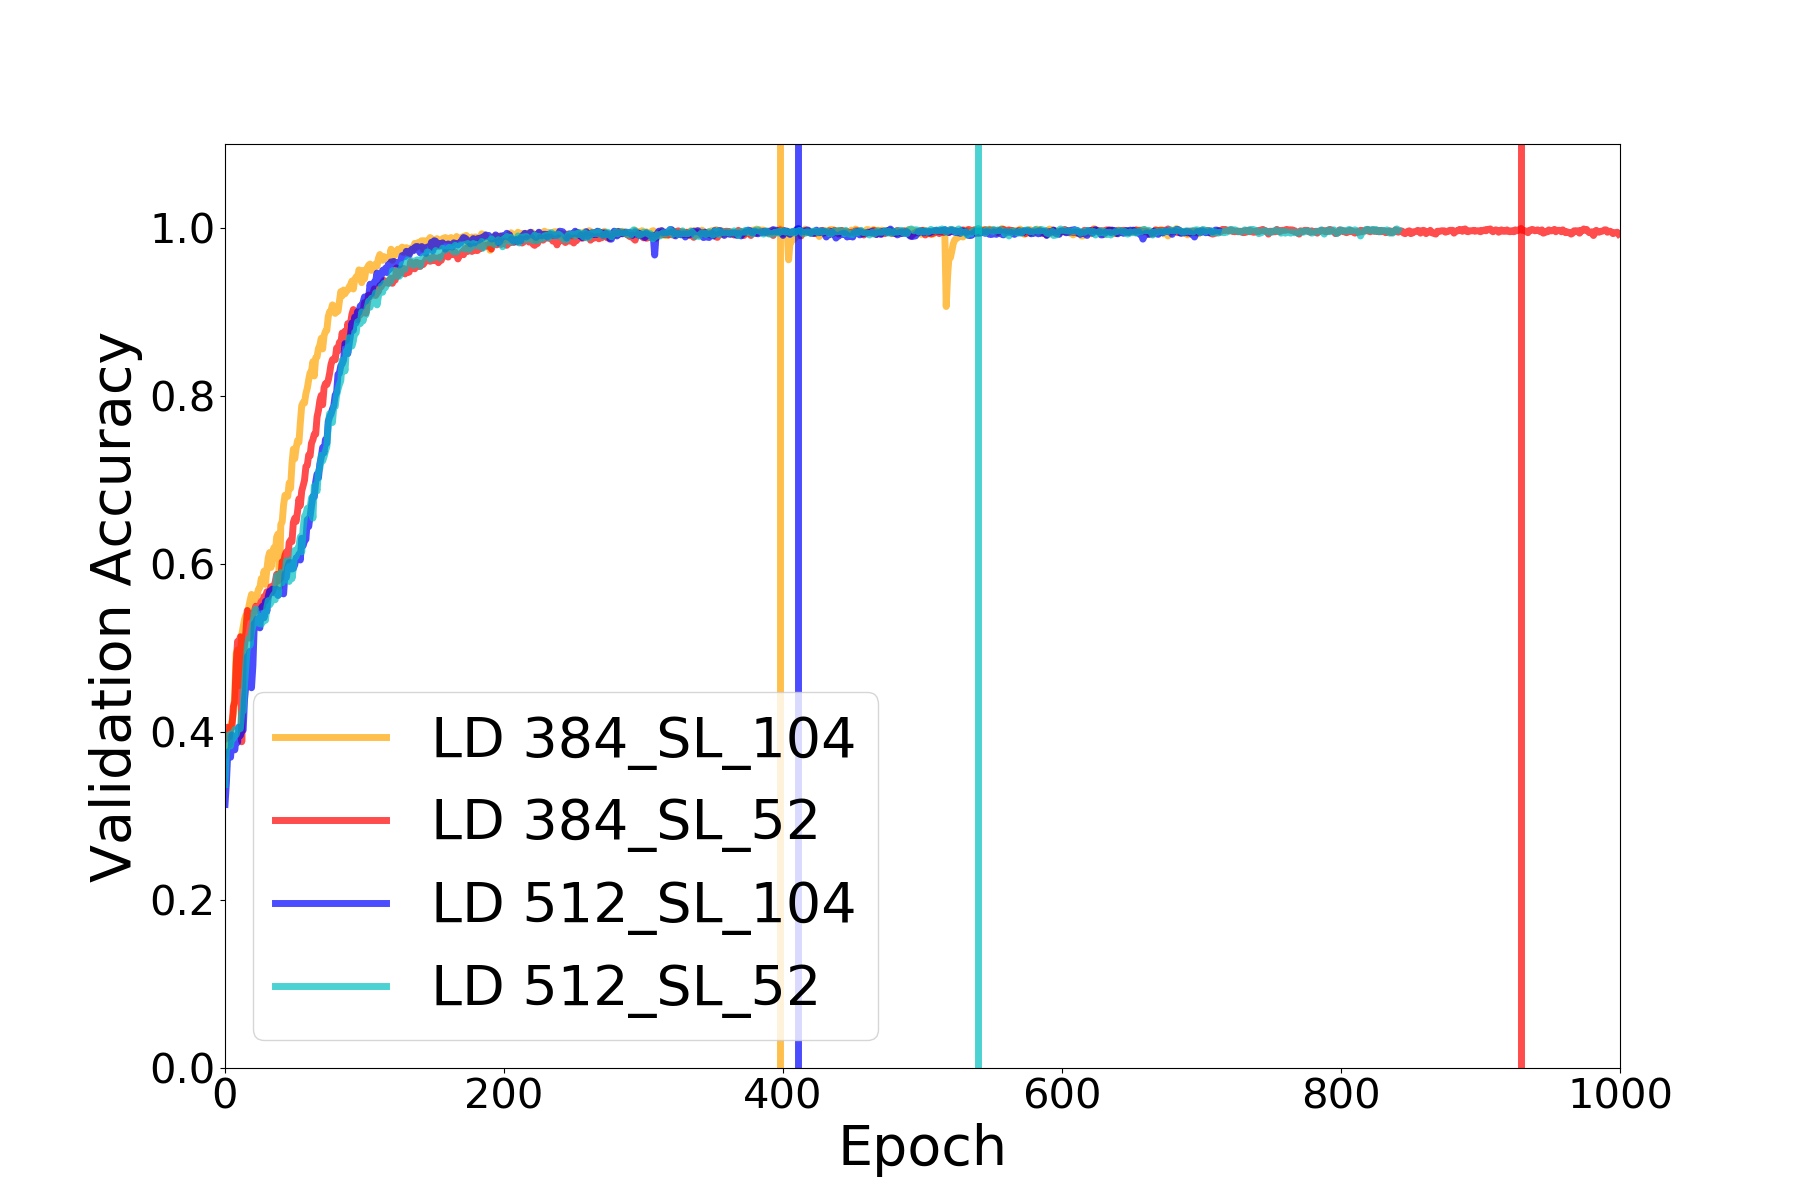 1.0
0.8
0.6
0.4
0.2
0.0
Validation Accuracy
LD 384_SL_104
LD 384_SL_52
LD 512_SL_104
LD 512_SL_52
0 200 400 600 800 1000
Epoch